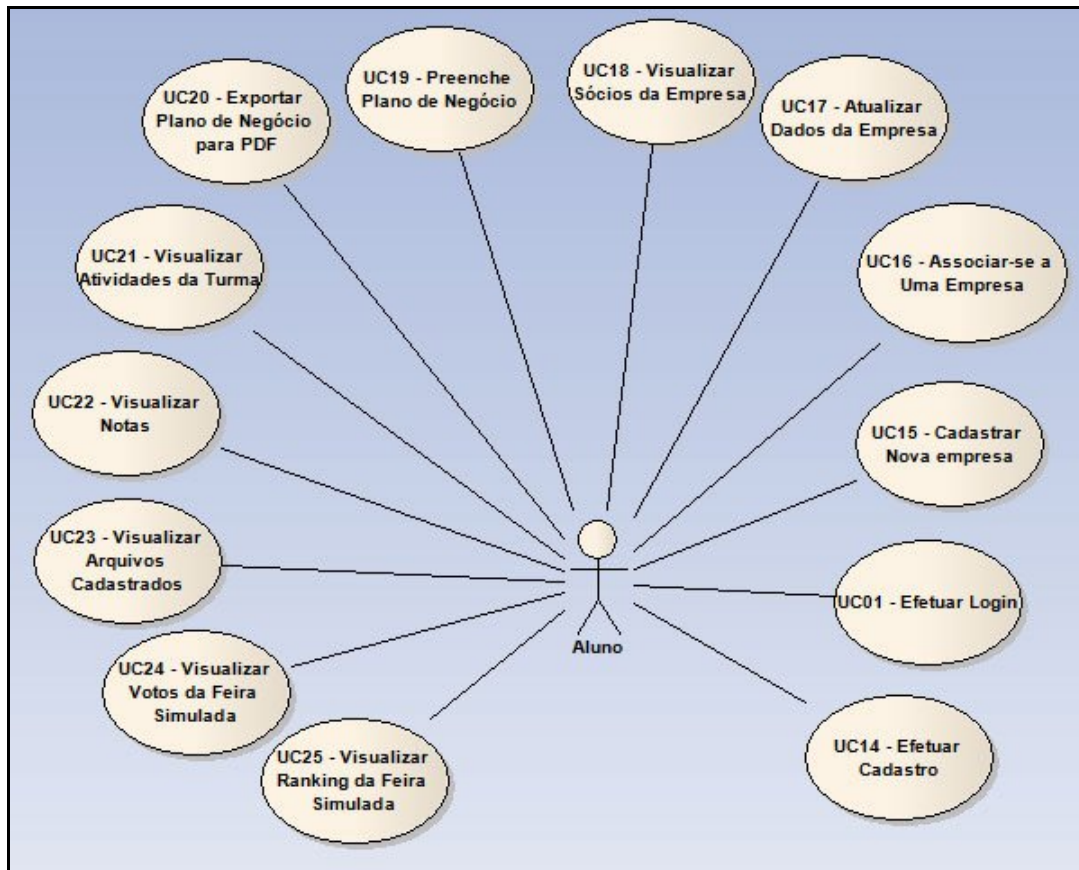 UC20 - Exportar
Plano de Negócio
para PDF
UC19 - Preenche
Plano de Negócio
UC18 - Visualizar
Sócios da Empresa
UC17 - Atualizar
Dados da Empresa
UC21 - Visualizar
Atividades da Turma
UC16 - Associar-se a
Uma Empresa
UC22 - Visualizar
Notas
UC15 - Cadastrar
Nova empresa
UC23 - Visualizar
Arquivos
Cadastrados
UC01 - Efetuar Login
Aluno
UC24 - Visualizar
Votos da Feira
Simulada
UC25 - Visualizar
Ranking da Feira
Simulada
UC14 - Efetuar
Cadastro